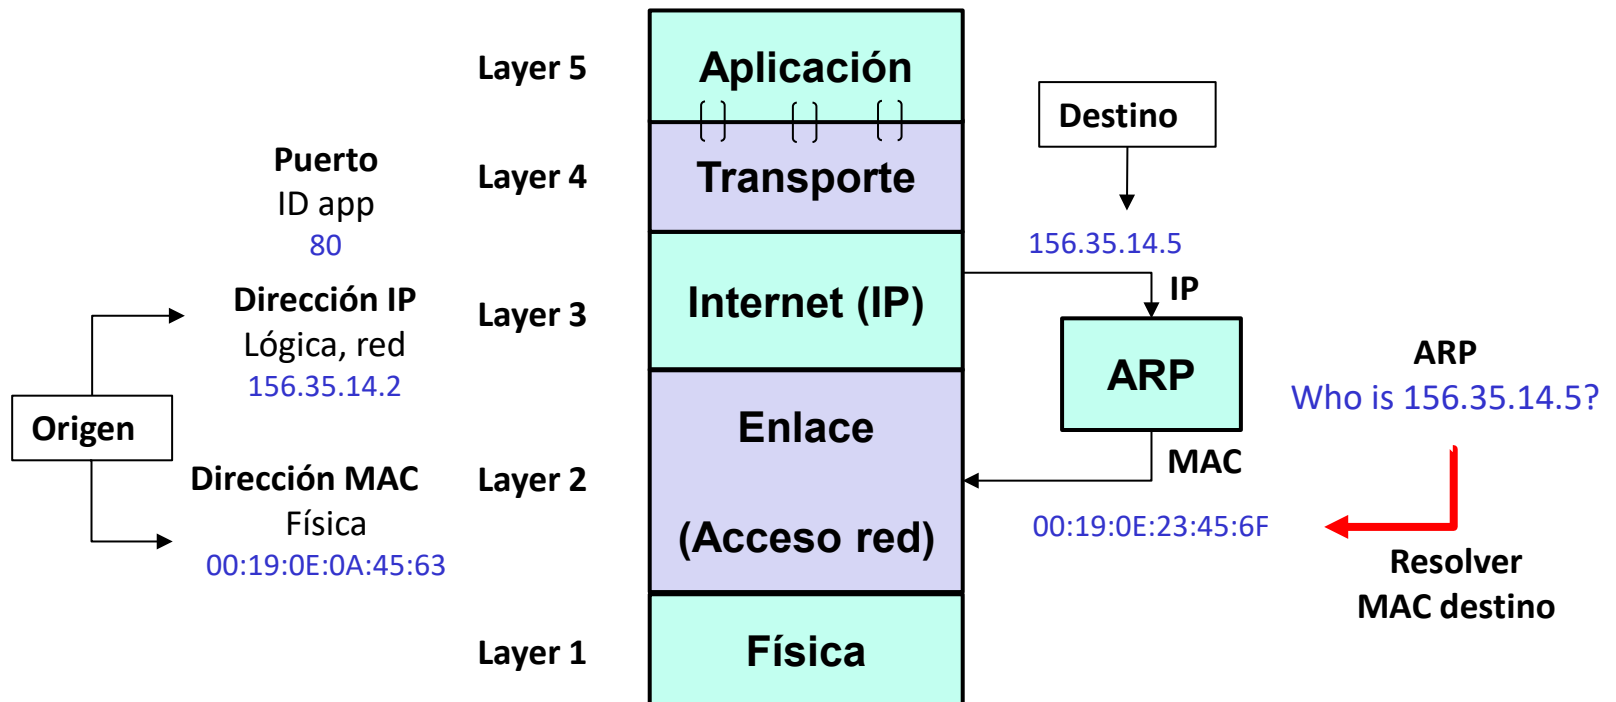 Layer 5
Aplicación
Destino
Puerto
ID app
80
Layer 4
Transporte
156.35.14.5
Dirección IP
Lógica, red
156.35.14.2
Layer 3
Internet (IP)
IP
ARP
ARP
Who is 156.35.14.5?
Origen
Enlace
(Acceso red)
Layer 2
MAC
Dirección MAC
Física
00:19:0E:0A:45:63
00:19:0E:23:45:6F
Resolver
MAC destino
Layer 1
Física